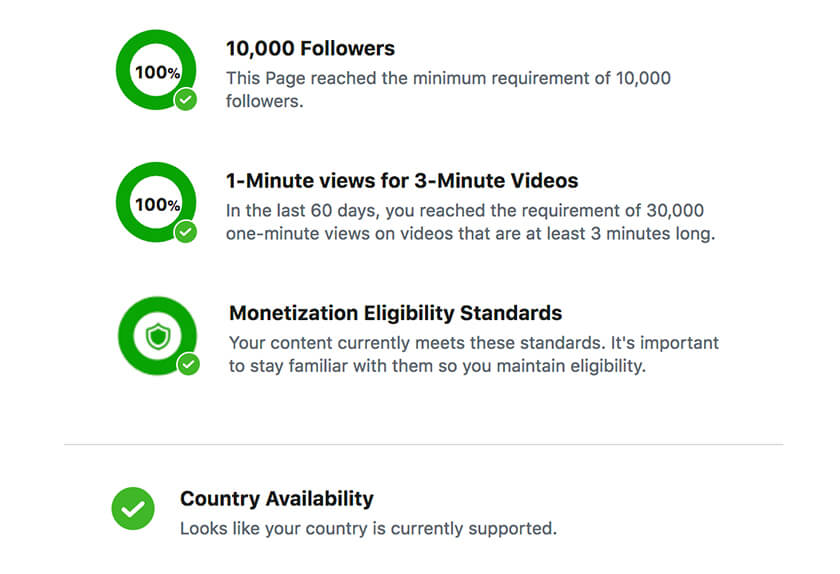 100%
10,000 Followers
This Page reached the minimum requirement of 10,000
followers.
100%
1-Minute views for 3-Minute Videos
In the last 60 days, you reached the requirement of 30,000
one-minute views on videos that are at least 3 minutes long.
Monetization Eligibility Standards
Your content currently meets these standards. It's important
to stay familiar with them so you maintain eligibility.
Country Availability
Looks like your country is currently supported.